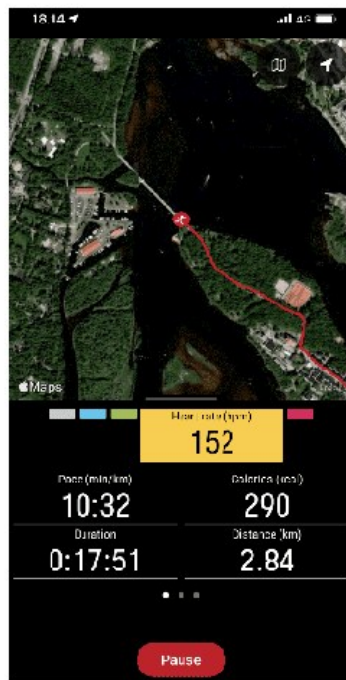 18:14 4G
Maps
Heart rate (bpm)
152
Pace (min/km) Calories (kcal)
10:32 290
Duration Distance (km)
0:17:51 2.84
Pause